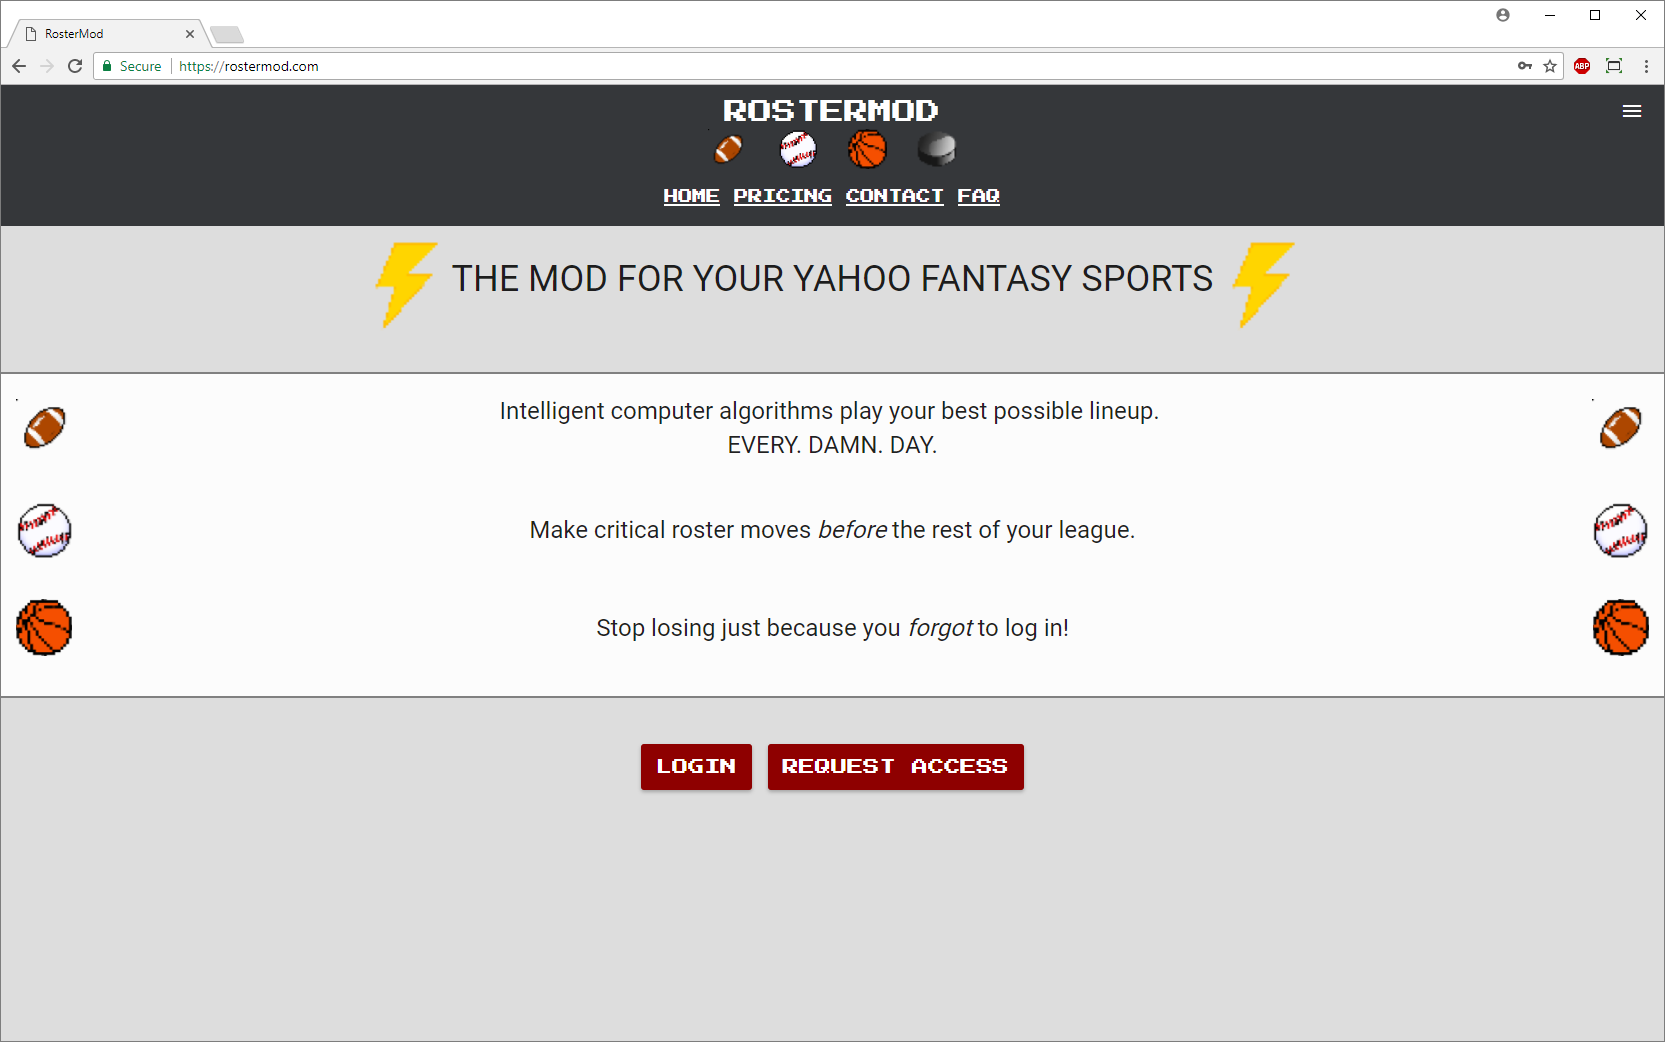 RosterMod
Secure
https://rostermod.com
ABP
ROSTERMOD
HOME PRICING CONTACT FAQ
THE MOD FOR YOUR YAHOO FANTASY SPORTS
Intelligent computer algorithms play your best possible lineup.
EVERY. DAMN. DAY.
Make critical roster moves before the rest of your league.
Stop losing just because you forgot to log in!
LOGIN
REQUEST ACCESS